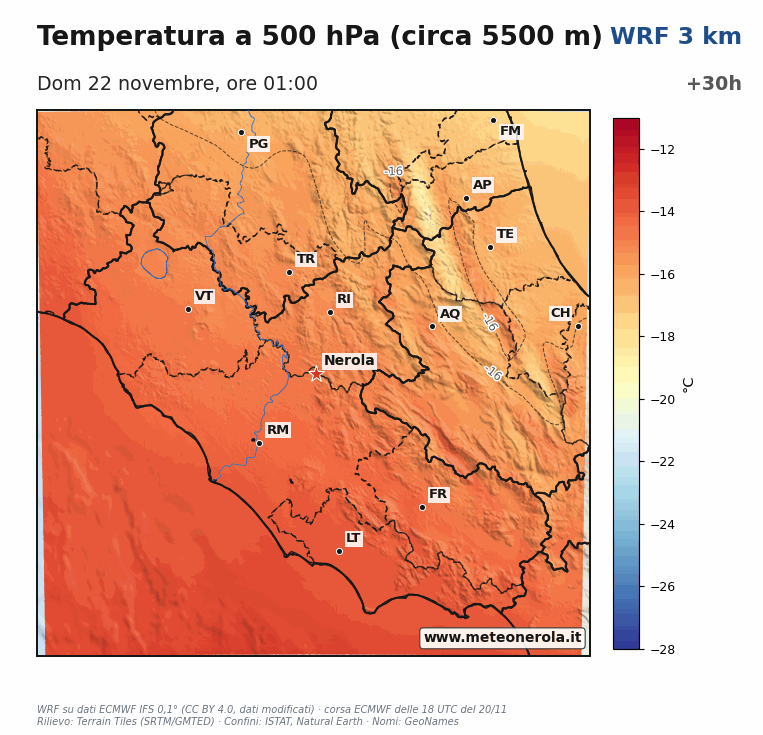 Temperatura a 500 hPa (circa 5500 m) WRF 3 km
Dom 22 novembre, ore 01:00 +30h
PG
FM
-16
AP
TE
TR
VT
RI
AQ
CH
-16
Nerola
-16
RM
FR
LT
www.meteonerola.it
−12
−14
−16
−18
−20
−22
−24
−26
−28
°C
WRF su dati ECMWF IFS 0,1° (CC BY 4.0, dati modificati) · corsa ECMWF delle 18 UTC del 20/11
Rilievo: Terrain Tiles (SRTM/GMTED) · Confini: ISTAT, Natural Earth · Nomi: GeoNames